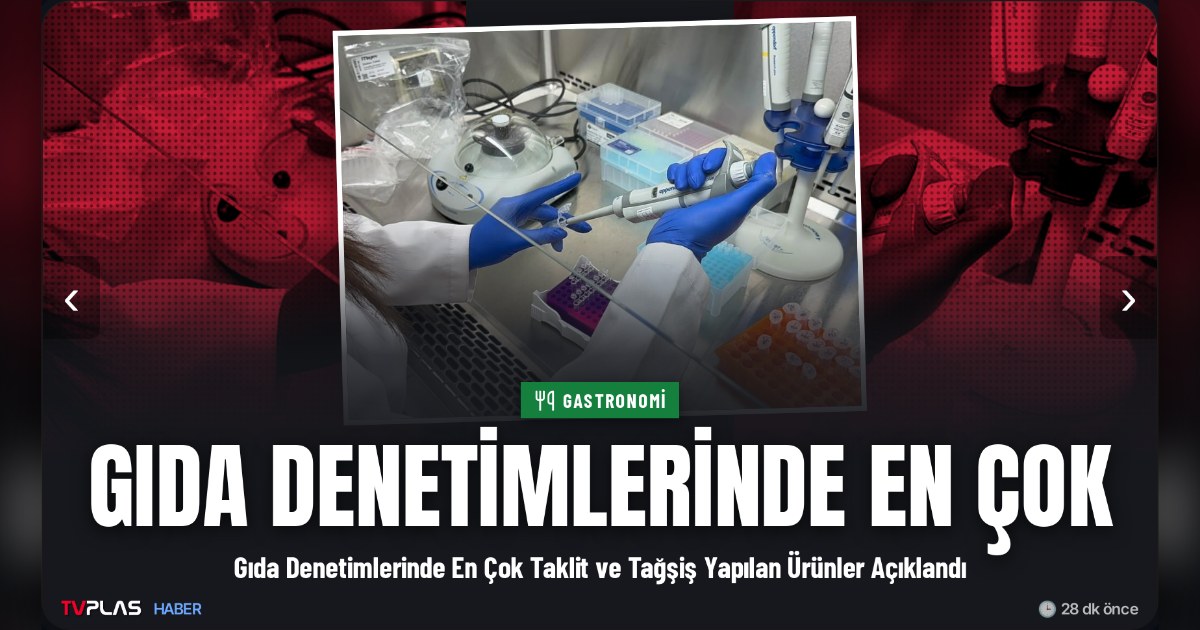 GASTRONOMİ
GIDA DENETİMLERİNDE EN ÇOK
Gıda Denetimlerinde En Çok Taklit ve Tağşiş Yapılan Ürünler Açıklandı
TVPLAS HABER
28 dk önce